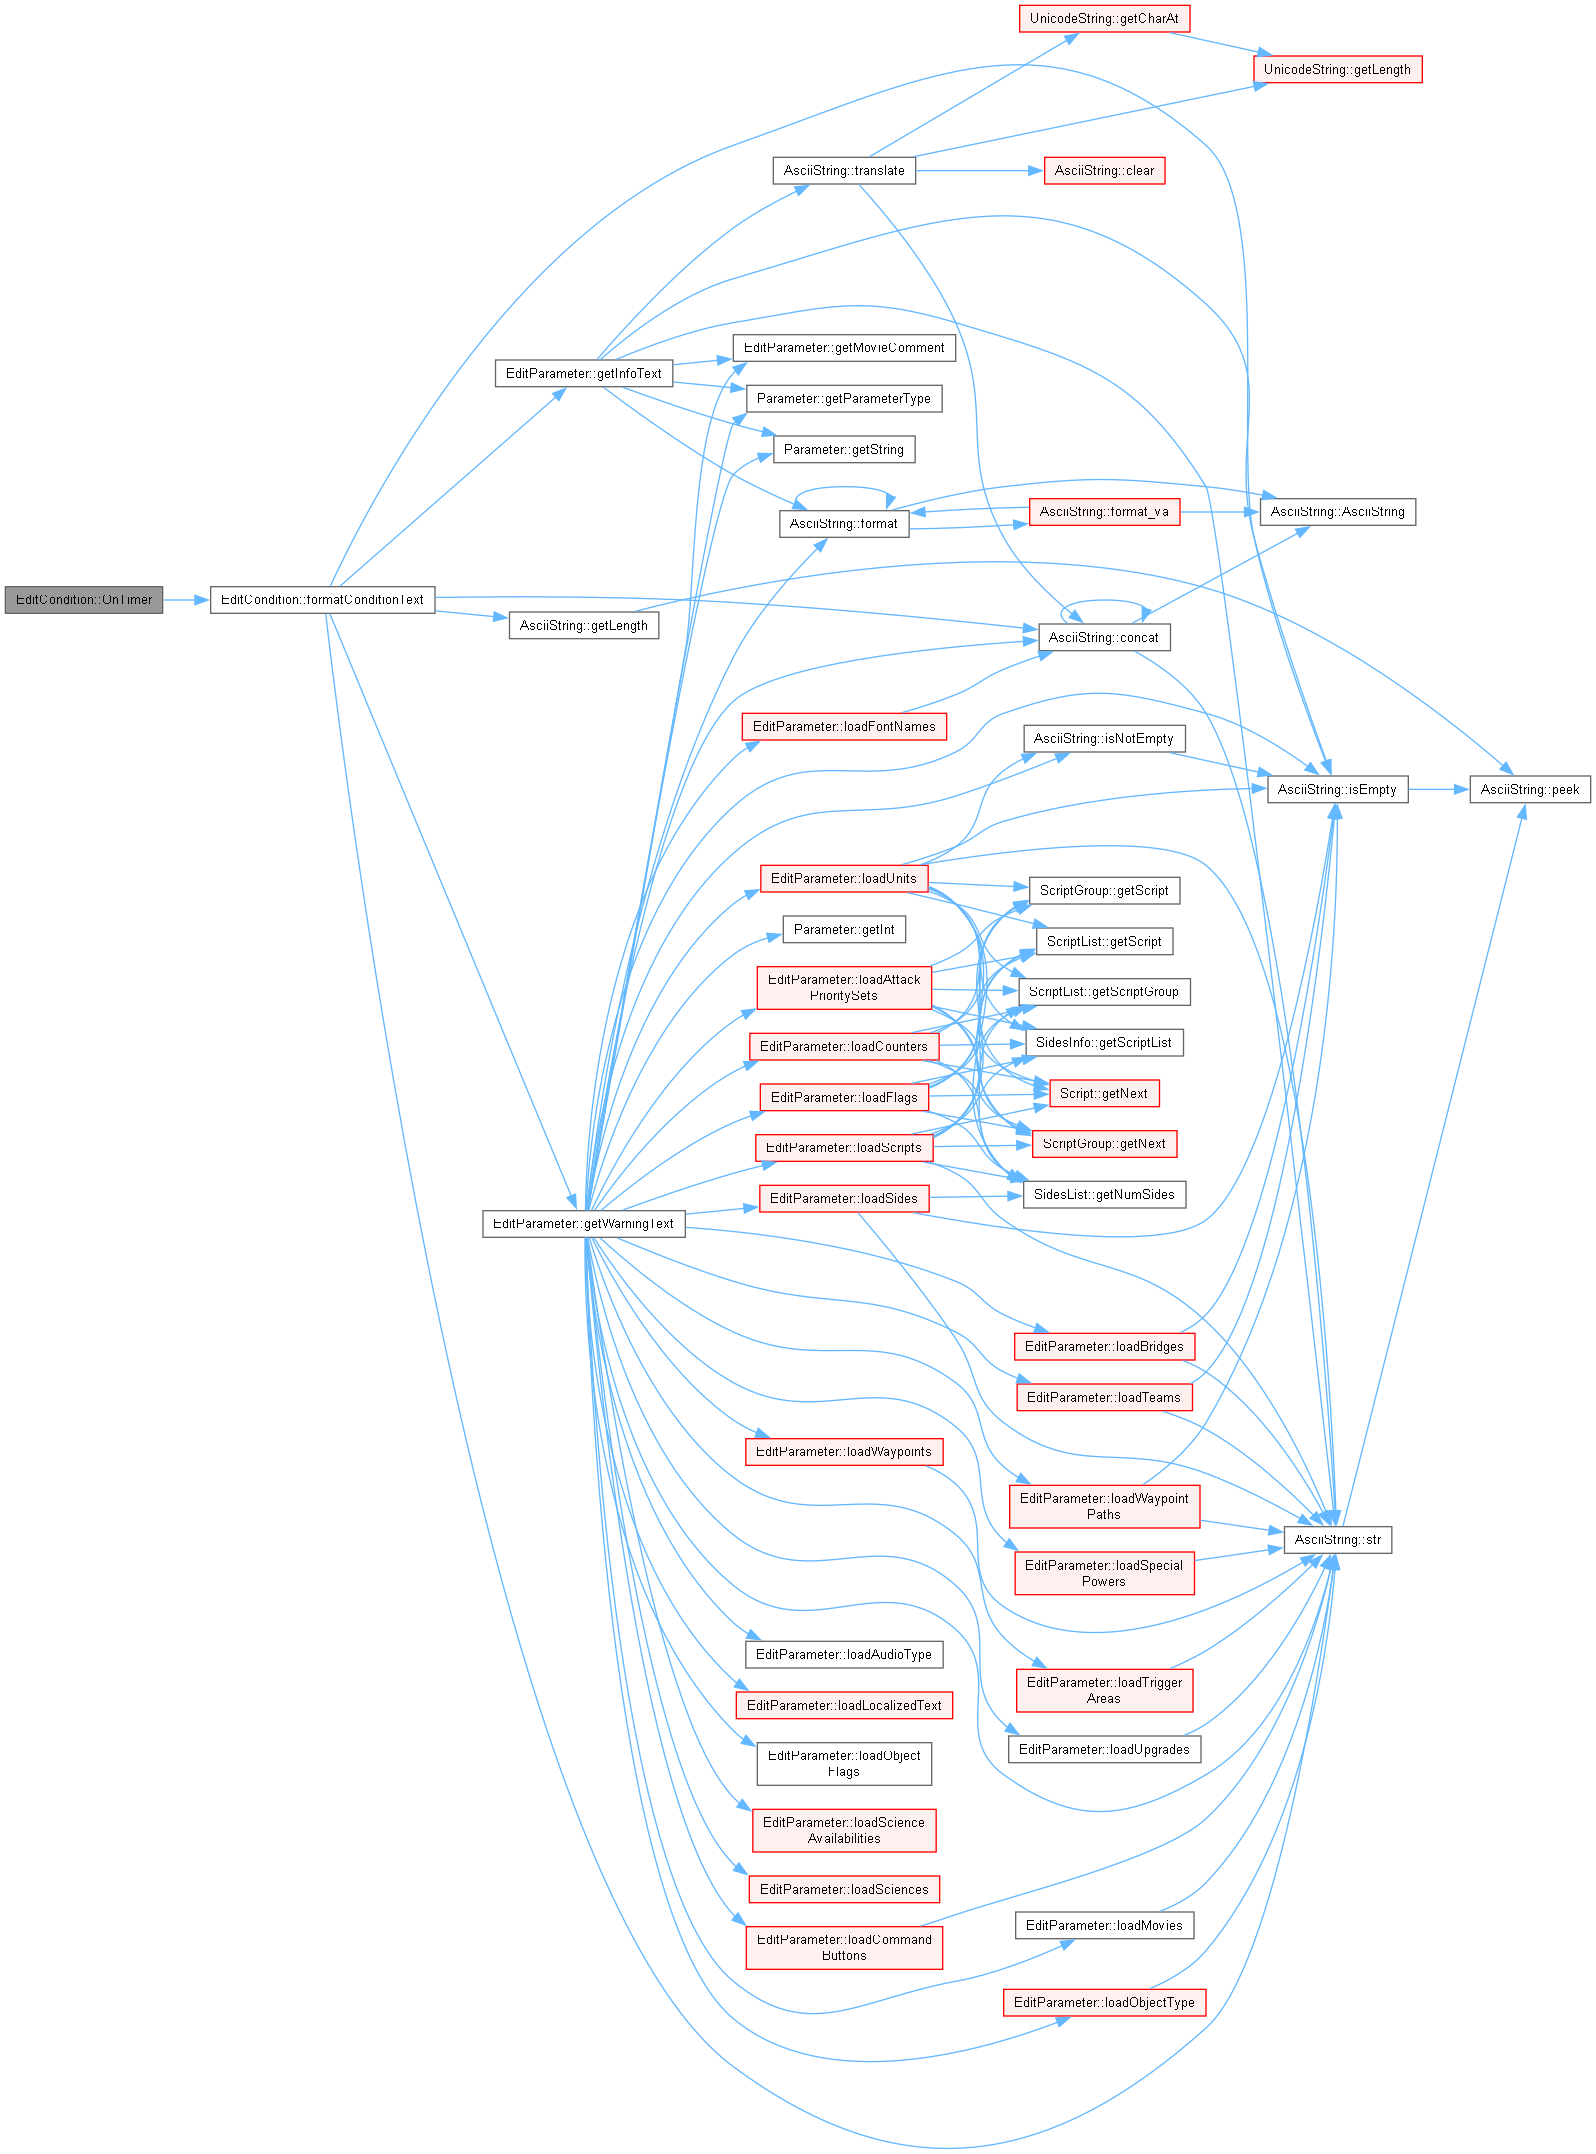 UnicodeString::getCharAt
UnicodeString::getLength
AsciiString::translate
AsciiString::clear
EditParameter::getMovieComment
EditParameter::getInfoText
Parameter::getParameterType
Parameter::getString
AsciiString::format
AsciiString::format_va
AsciiString::AsciiString
EditCondition::OnTimer
EditCondition::formatConditionText
AsciiString::getLength
AsciiString::concat
EditParameter::loadFontNames
AsciiString::isNotEmpty
AsciiString::isEmpty
AsciiString::peek
EditParameter::loadUnits
ScriptGroup::getScript
Parameter::getInt
ScriptList::getScript
EditParameter::loadAttack
PrioritySets
ScriptList::getScriptGroup
EditParameter::loadCounters
SidesInfo::getScriptList
EditParameter::loadFlags
Script::getNext
EditParameter::loadScripts
ScriptGroup::getNext
EditParameter::loadSides
SidesList::getNumSides
EditParameter::getWarningText
EditParameter::loadBridges
EditParameter::loadTeams
EditParameter::loadWaypoints
EditParameter::loadWaypoint
Paths
AsciiString::str
EditParameter::loadSpecial
Powers
EditParameter::loadAudioType
EditParameter::loadTrigger
Areas
EditParameter::loadLocalizedText
EditParameter::loadUpgrades
EditParameter::loadObject
Flags
EditParameter::loadScience
Availabilities
EditParameter::loadSciences
EditParameter::loadMovies
EditParameter::loadCommand
Buttons
EditParameter::loadObjectType